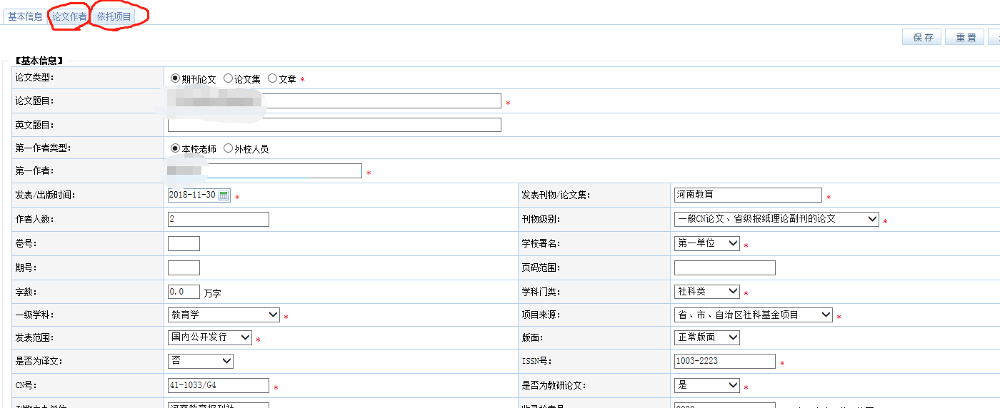 基本信息 论文作者 依托项目
保 存 重 置
【基本信息】
论文类型： 期刊论文 论文集 文章 *
论文题目： *
英文题目：
第一作者类型： 本校老师 外校人员
第一作者： *
发表/出版时间： 2018-11-30 * 发表刊物/论文集： 河南教育 *
作者人数： 2 刊物级别： 一般CN论文、省级报纸理论副刊的论文 *
卷号： 学校署名： 第一单位 *
期号： 页码范围：
字数： 0.0 万字 学科门类： 社科类 *
一级学科： 教育学 * 项目来源： 省、市、自治区社科基金项目 *
发表范围： 国内公开发行 * 版面： 正常版面
是否为译文： 否 ISSN号： 1003-2223 *
CN号： 41-1033/G4 * 是否为教研论文： 是 *